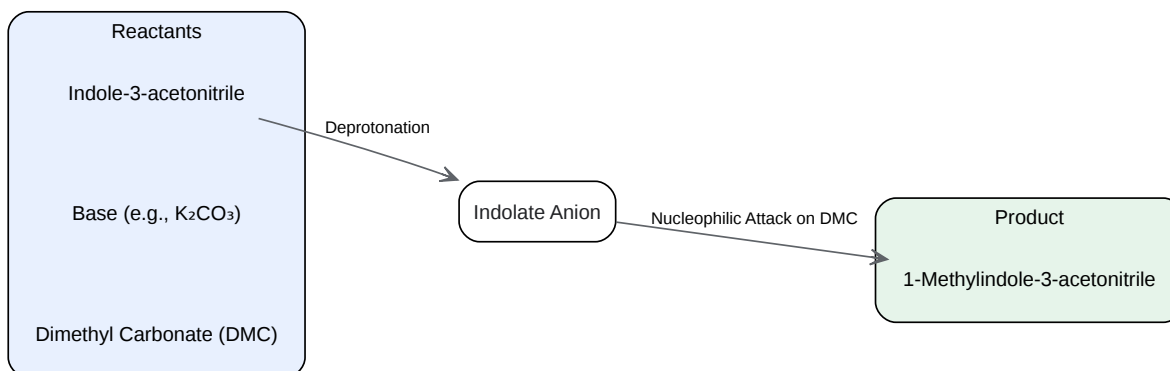 Reactants
Indole-3-acetonitrile
Deprotonation
Base (e.g., K₂CO₃)
Indolate Anion
Nucleophilic Attack on DMC
Product
1-Methylindole-3-acetonitrile
Dimethyl Carbonate (DMC)